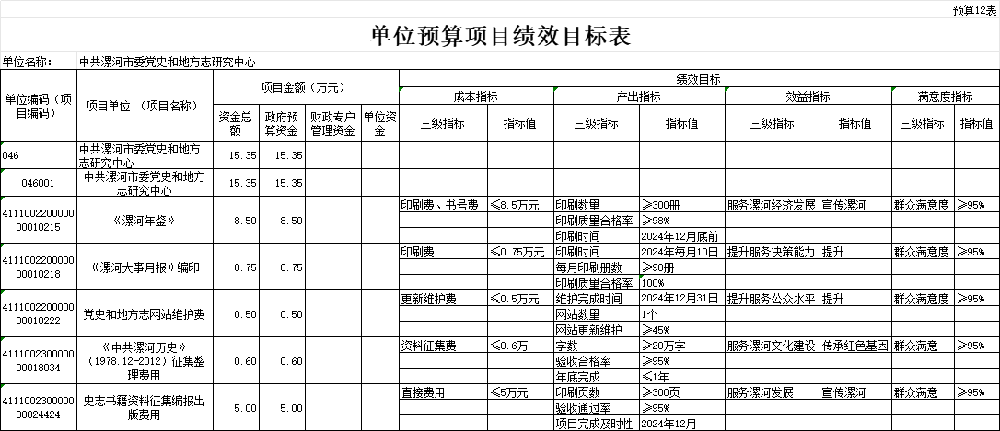 预算12表
单位预算项目绩效目标表
单位名称： 中共漯河市委党史和地方志研究中心
单位编码（项目编码） 项目单位 （项目名称） 项目金额（万元） 绩效目标
成本指标 产出指标 效益指标 满意度指标
资金总额 政府预算资金 财政专户管理资金 单位资金 三级指标 指标值 三级指标 指标值 三级指标 指标值 三级指标 指标值
046 中共漯河市委党史和地方志研究中心 15.35 15.35
046001 中共漯河市委党史和地方志研究中心 15.35 15.35
411100220000000010215 《漯河年鉴》 8.50 8.50 印刷费、书号费 ≤8.5万元 印刷数量 ≥300册 服务漯河经济发展 宣传漯河 群众满意度 ≥95%
印刷质量合格率 ≥98%
印刷时间 2024年12月底前
411100220000000010218 《漯河大事月报》编印 0.75 0.75 印刷费 ≤0.75万元 印刷时间 2024年每月10日 提升服务决策能力 提升 群众满意度 ≥95%
每月印刷册数 ≥90册
印刷质量合格率 100%
411100220000000010222 党史和地方志网站维护费 0.50 0.50 更新维护费 ≤0.5万元 维护完成时间 2024年12月31日 提升服务公众水平 提升 群众满意度 ≥95%
网站数量 1个
网站更新维护 ≥45%
411100230000000018034 《中共漯河历史》（1978.12-2012）征集整理费用 0.60 0.60 资料征集费 ≤0.6万 字数 ≥20万字 服务漯河文化建设 传承红色基因 群众满意 ≥95%
验收合格率 ≥95%
年底完成 ≤1年
411100230000000024424 史志书籍资料征集编报出版费用 5.00 5.00 直接费用 ≤5万元 印刷页数 ≥300页 服务漯河发展 宣传漯河 群众满意度 ≥95%
验收通过率 ≥95%
项目完成及时性 2024年12月